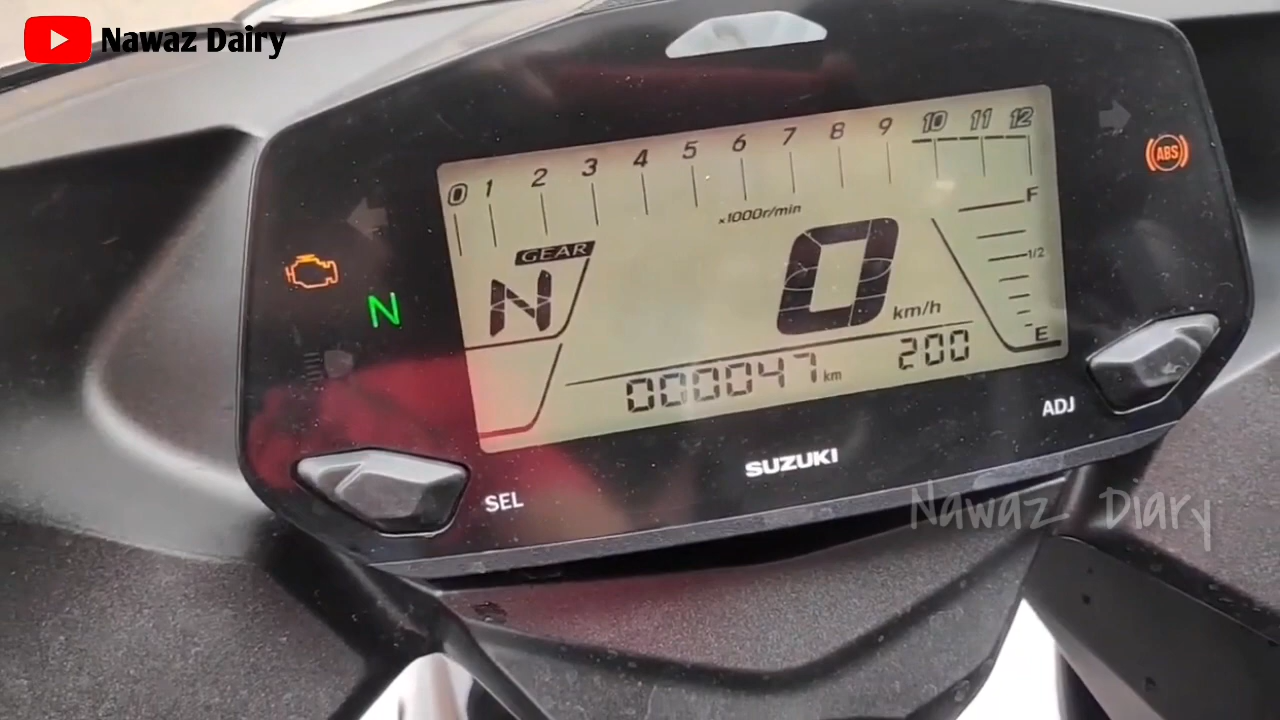 Nawaz Dairy
0 1 2 3 4 5 6 7 8 9 10 11 12
×1000r/min
ABS
F
GEAR
1/2
N
N
0
km/h
E
000047 km
200
ADJ
SUZUKI
SEL
Nawaz Diary